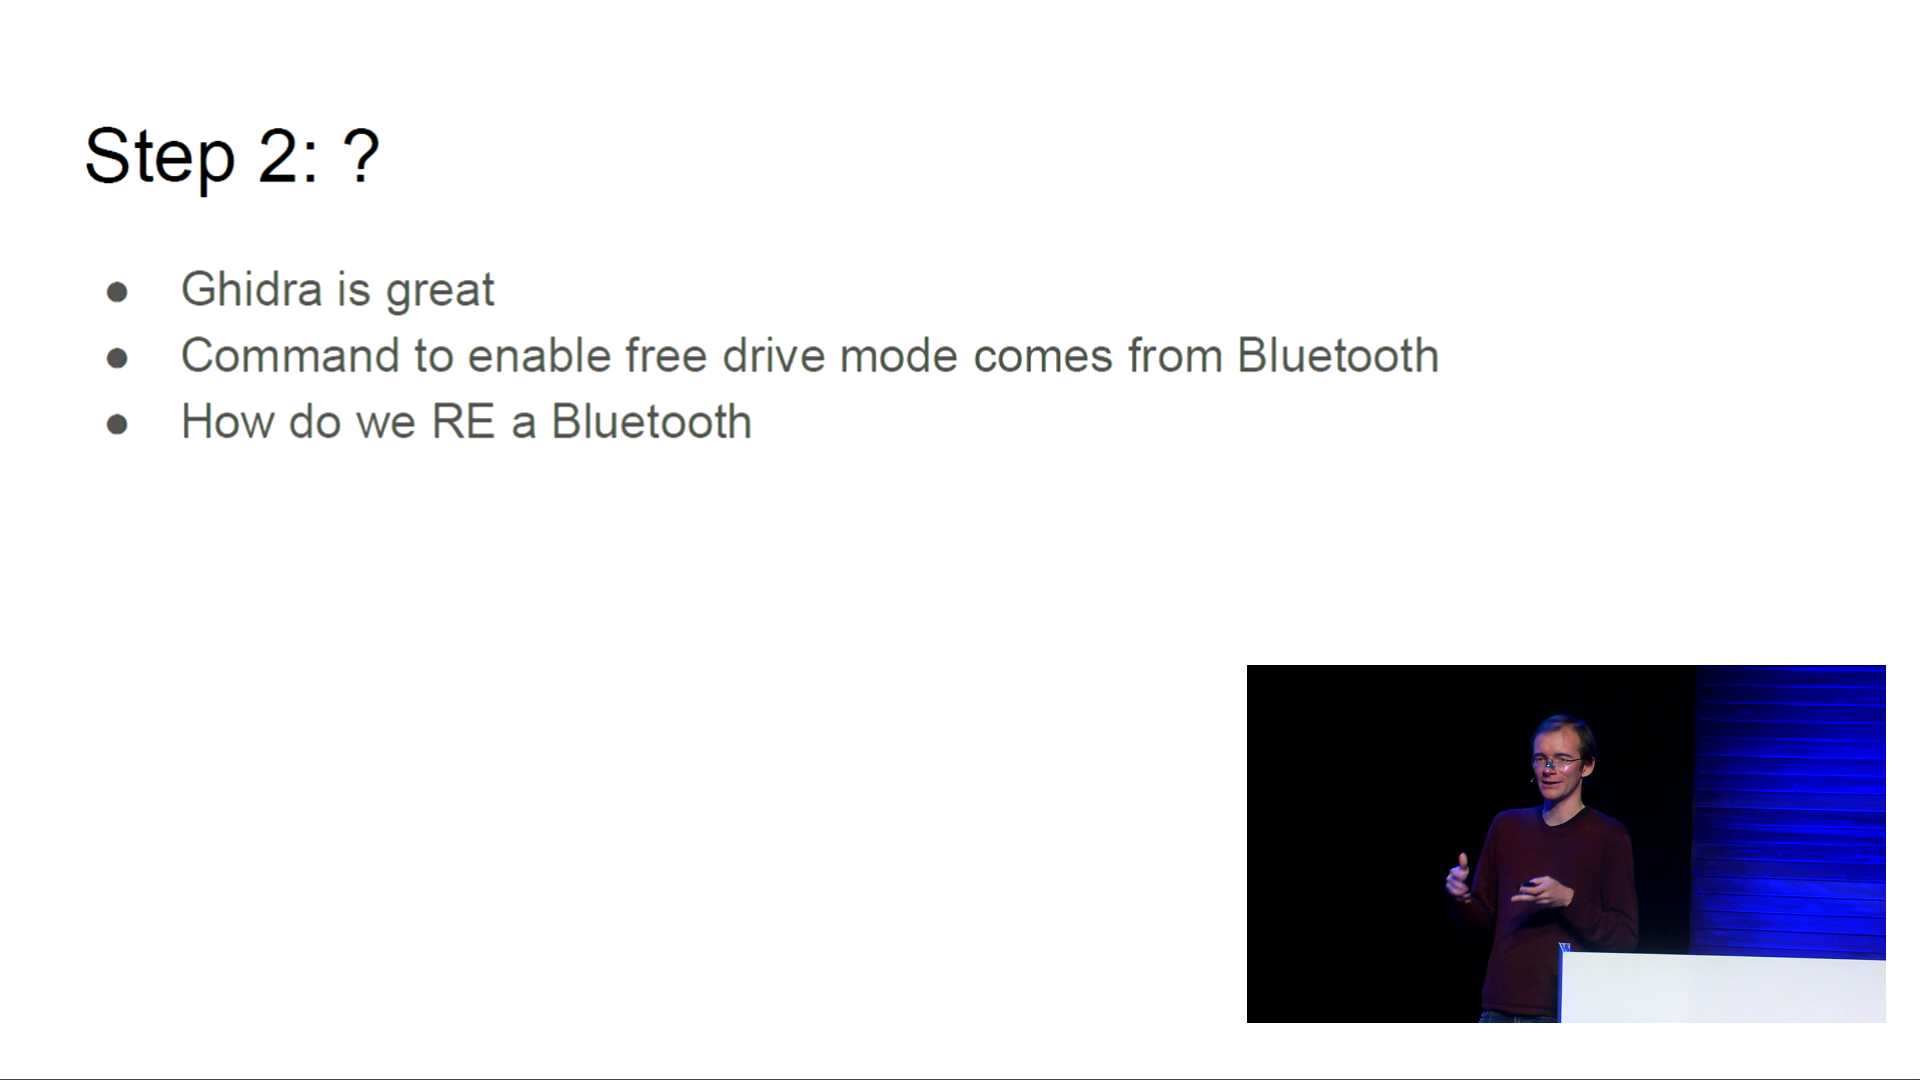 Step 2: ?
● Ghidra is great
● Command to enable free drive mode comes from Bluetooth
● How do we RE a Bluetooth